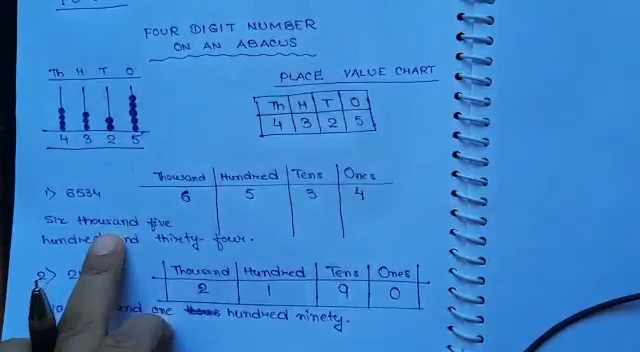 FOUR DIGIT NUMBER
ON AN ABACUS
Th H T O
4 3 2 5
PLACE VALUE CHART
Th H T O
4 3 2 5
1) 6534
Thousand Hundred Tens Ones
6 5 3 4
Six thousand five
hundred and thirty-four.
2)
Thousand Hundred Tens Ones
2 1 9 0
and one hundred ninety.